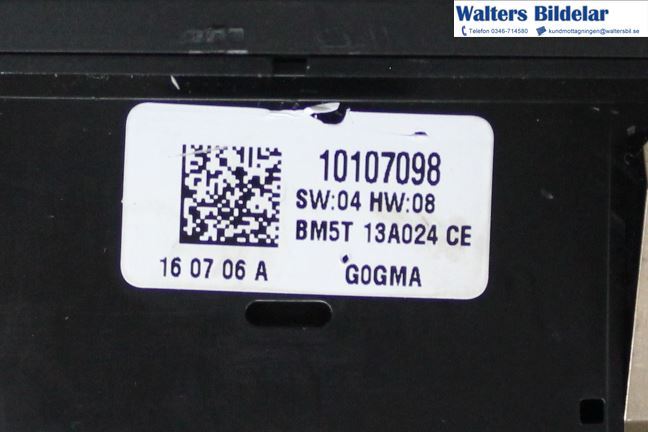 Walters Bildelar
Telefon 0346-714580 kundmottagningen@waltersbil.se
10107098
SW:04 HW:08
BM5T 13A024 CE
16 07 06 A
GOGMA